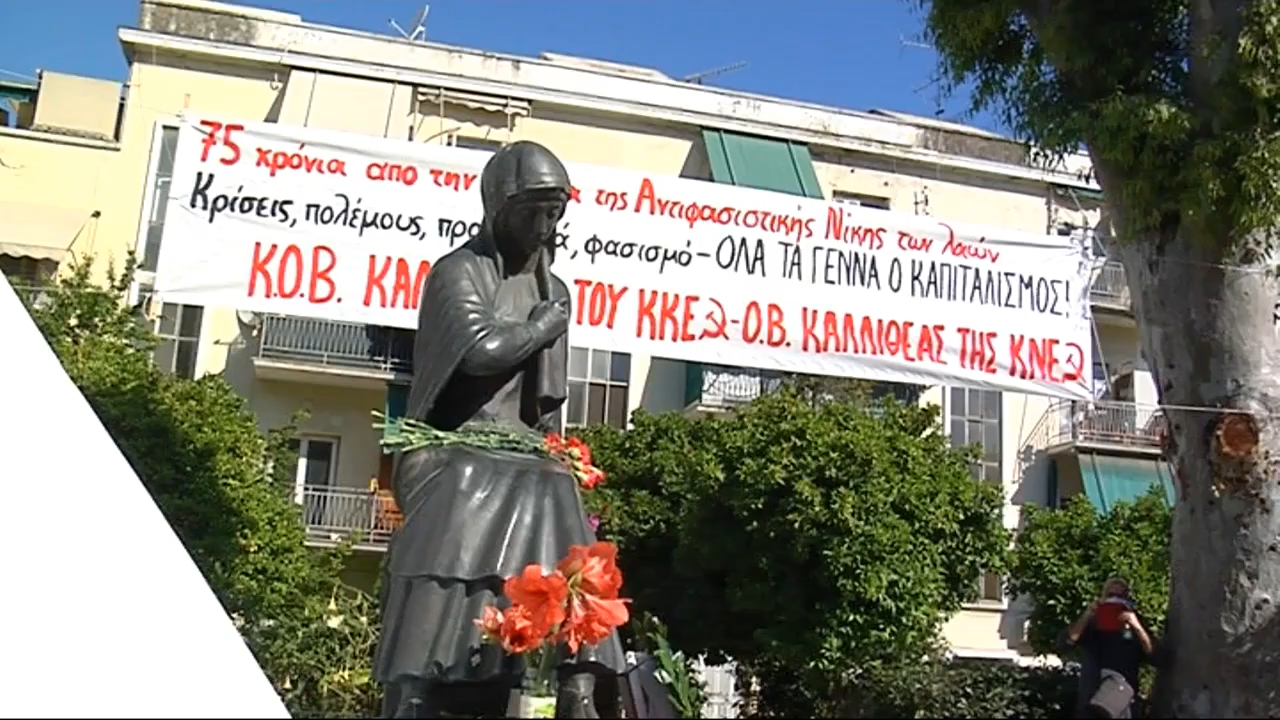 75 χρόνια απο την της Αντιφασιστικής Νίκης των λαών
Κρίσεις, πολέμους, φασισμό - ΟΛΑ ΤΑ ΓΕΝΝΑ Ο ΚΑΠΙΤΑΛΙΣΜΟΣ!
Κ.Ο.Β. ΤΟΥ ΚΚΕ - Ο.Β. ΚΑΛΛΙΘΕΑΣ ΤΗΣ ΚΝΕ